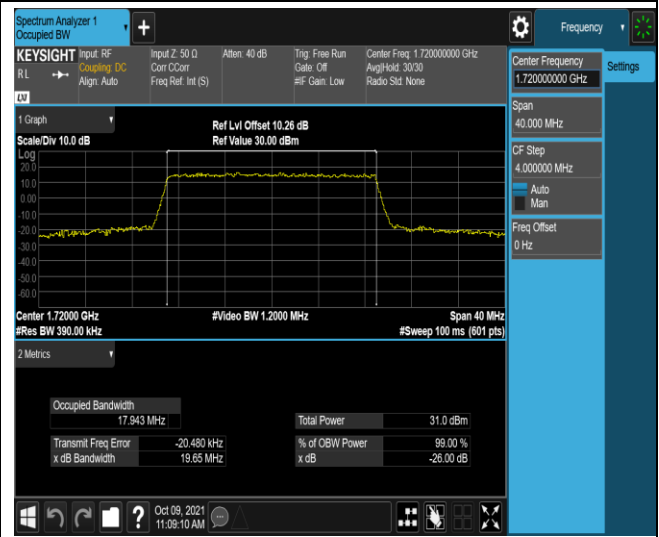 Spectrum Analyzer 1
Occupied BW
Frequency
KEYSIGHT
RL
LXI
Input: RF
Coupling: DC
Align: Auto
Input Z: 50 Ω
Corr CCorr
Freq Ref: Int (S)
Atten: 40 dB
Trig: Free Run
Gate: Off
#IF Gain: Low
Center Freq: 1.720000000 GHz
Avg|Hold: 30/30
Radio Std: None
Center Frequency
1.720000000 GHz
Settings
Span
40.000 MHz
CF Step
4.000000 MHz
Auto
Man
Freq Offset
0 Hz
1 Graph
Scale/Div 10.0 dB
Ref Lvl Offset 10.26 dB
Ref Value 30.00 dBm
Log
20.0
10.0
0.00
-10.0
-20.0
-30.0
-40.0
-50.0
-60.0
Center 1.72000 GHz
#Res BW 390.00 kHz
#Video BW 1.2000 MHz
Span 40 MHz
#Sweep 100 ms (601 pts)
2 Metrics
Occupied Bandwidth
17.943 MHz
Total Power 31.0 dBm
Transmit Freq Error -20.480 kHz
% of OBW Power 99.00 %
x dB Bandwidth 19.65 MHz
x dB -26.00 dB
?
Oct 09, 2021
11:09:10 AM